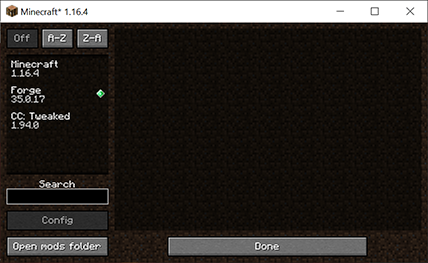 Minecraft* 1.16.4
Off A-Z Z-A
Minecraft
1.16.4
Forge
35.0.17
CC: Tweaked
1.94.0
Search
Config
Open mods folder
Done